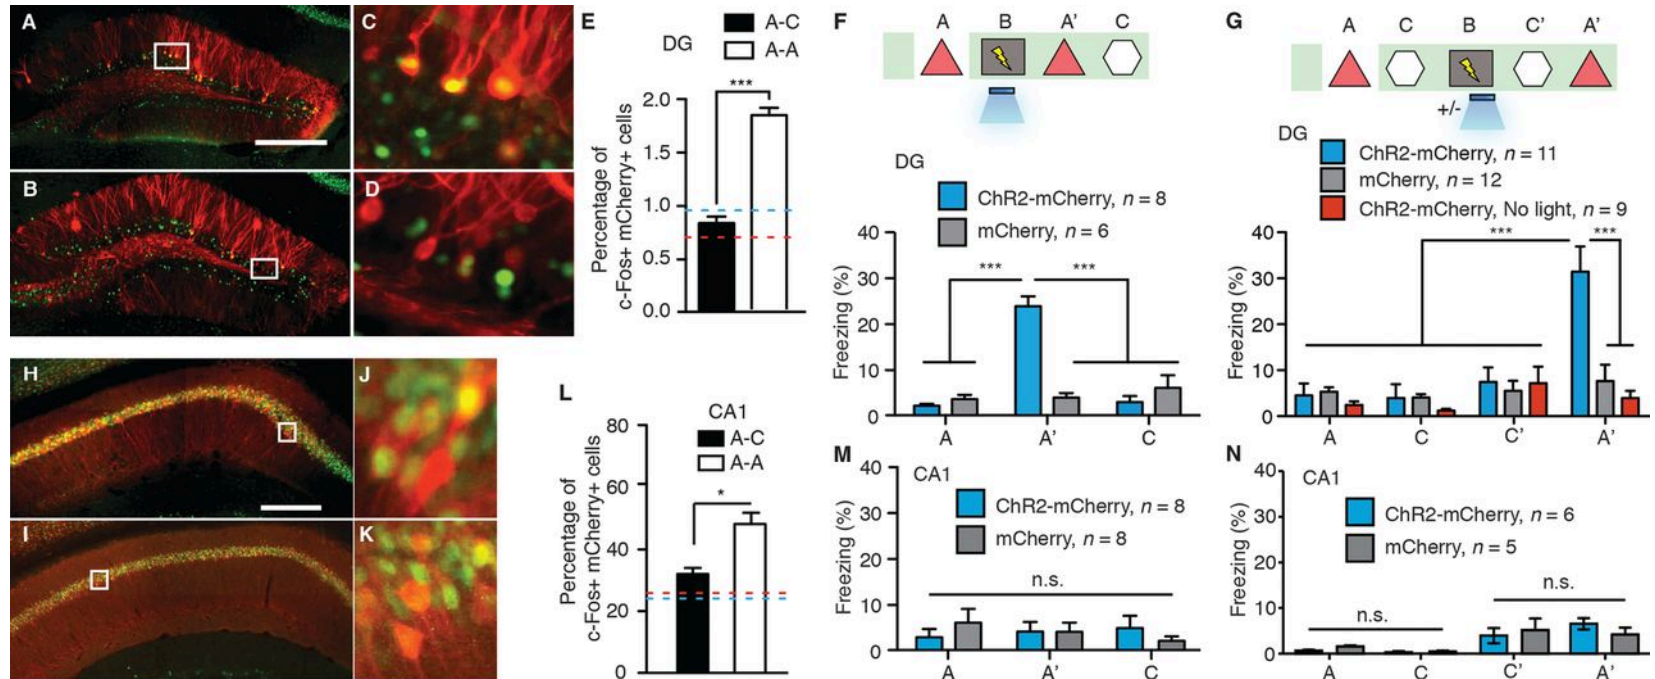 A
C
E
DG
A-C
A-A
***
2.0
1.5
1.0
0.5
0.0
Percentage of
c-Fos+ mCherry+ cells
B
D
F
A B A' C
DG
ChR2-mCherry, n = 8
mCherry, n = 6
Freezing (%)
40
30
20
10
0
*** ***
A A' C
G
A C B C' A'
+/-
DG
ChR2-mCherry, n = 11
mCherry, n = 12
ChR2-mCherry, No light, n = 9
Freezing (%)
40
30
20
10
0
*** ***
A C C' A'
H
J
I
K
L
CA1
A-C
A-A
*
80
60
40
20
0
Percentage of
c-Fos+ mCherry+ cells
M
CA1
ChR2-mCherry, n = 8
mCherry, n = 8
Freezing (%)
40
30
20
10
0
n.s.
A A' C
N
CA1
ChR2-mCherry, n = 6
mCherry, n = 5
Freezing (%)
40
30
20
10
0
n.s.
n.s.
A C C' A'